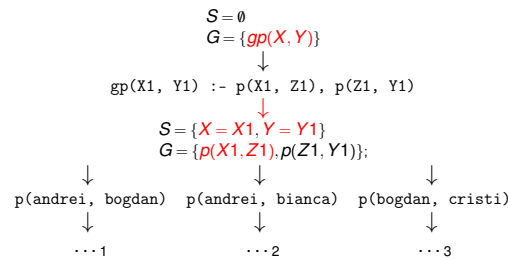 S = ∅
G = {gp(X, Y)}
↓
gp(X1, Y1) :- p(X1, Z1), p(Z1, Y1)
↓
S = {X = X1, Y = Y1}
G = {p(X1, Z1), p(Z1, Y1)};
↓ ↓ ↓
p(andrei, bogdan) p(andrei, bianca) p(bogdan, cristi)
↓ ↓ ↓
⋯1 ⋯2 ⋯3